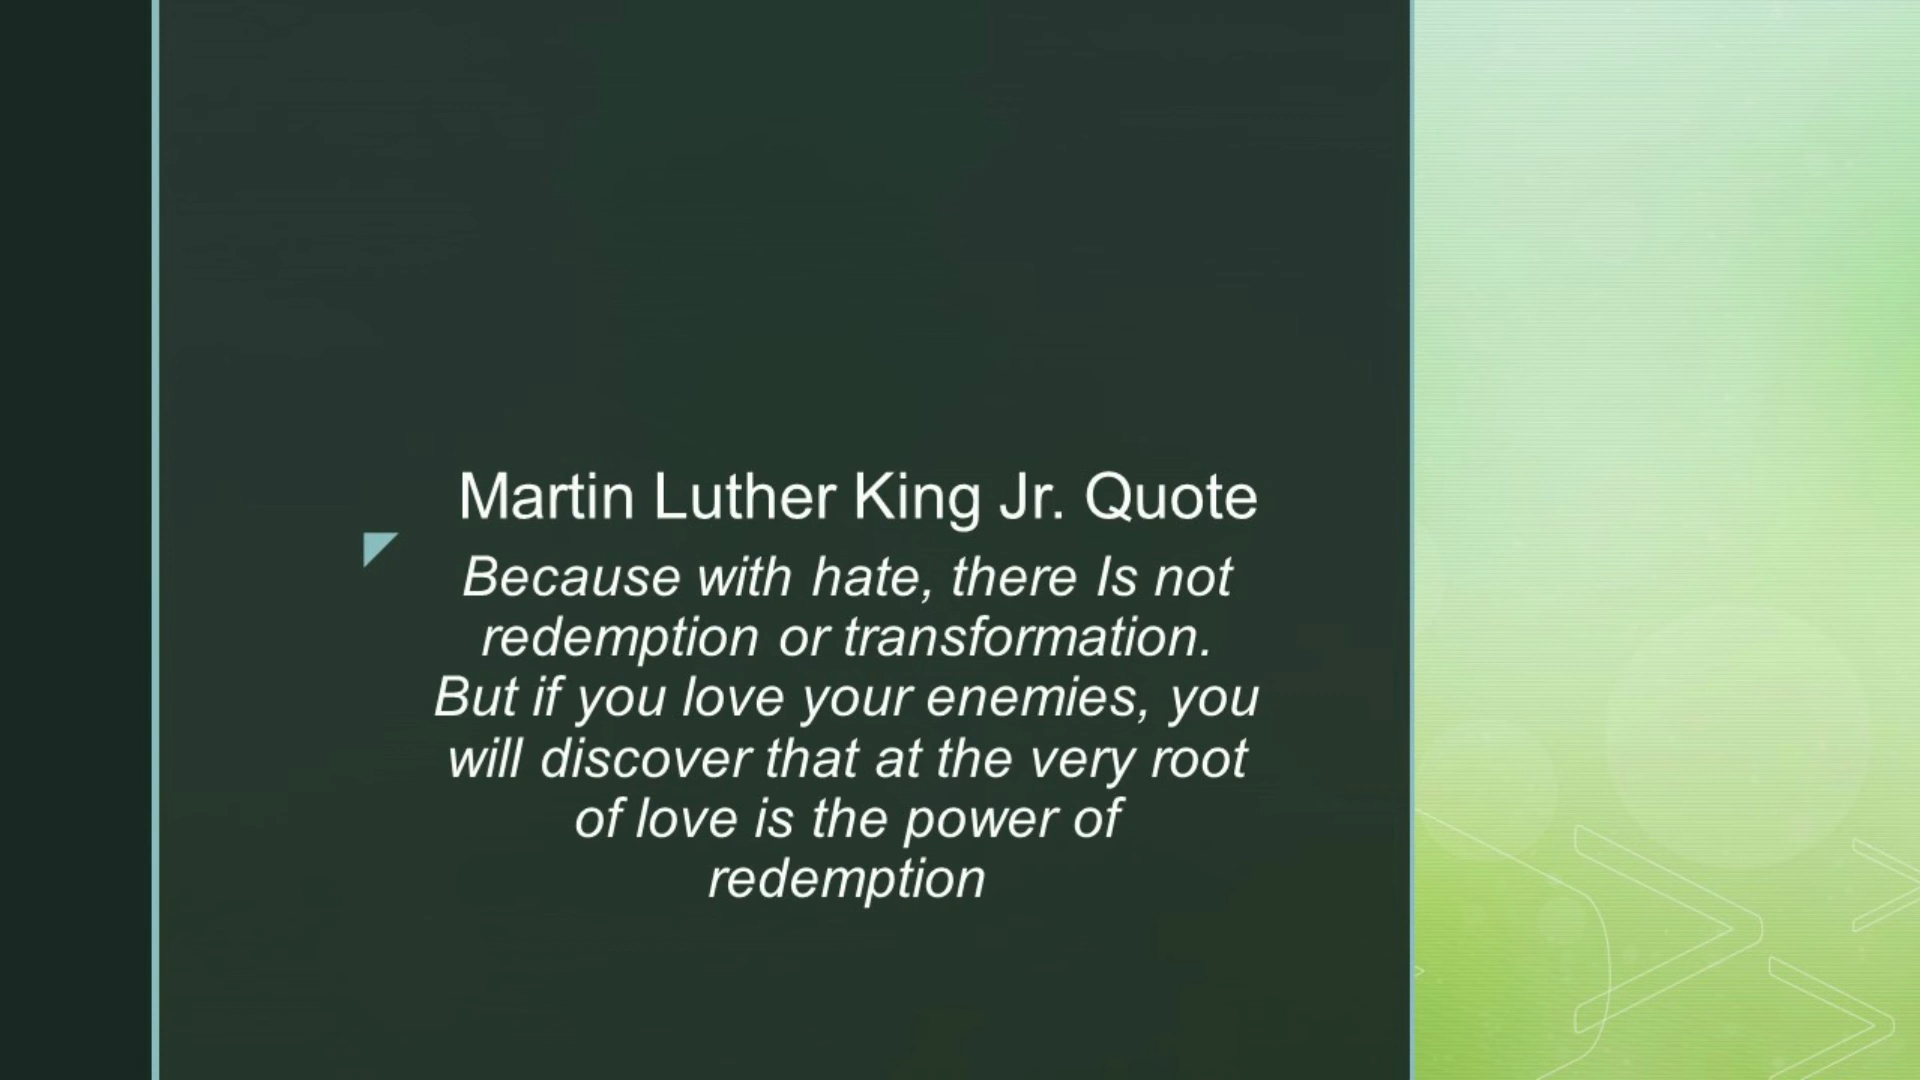 Martin Luther King Jr. Quote
Because with hate, there Is not
redemption or transformation.
But if you love your enemies, you
will discover that at the very root
of love is the power of
redemption